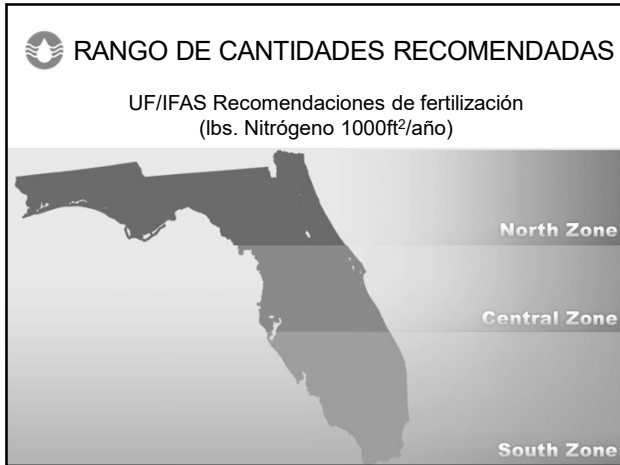 RANGO DE CANTIDADES RECOMENDADAS
UF/IFAS Recomendaciones de fertilización
(lbs. Nitrógeno 1000ft²/año)
North Zone
Central Zone
South Zone